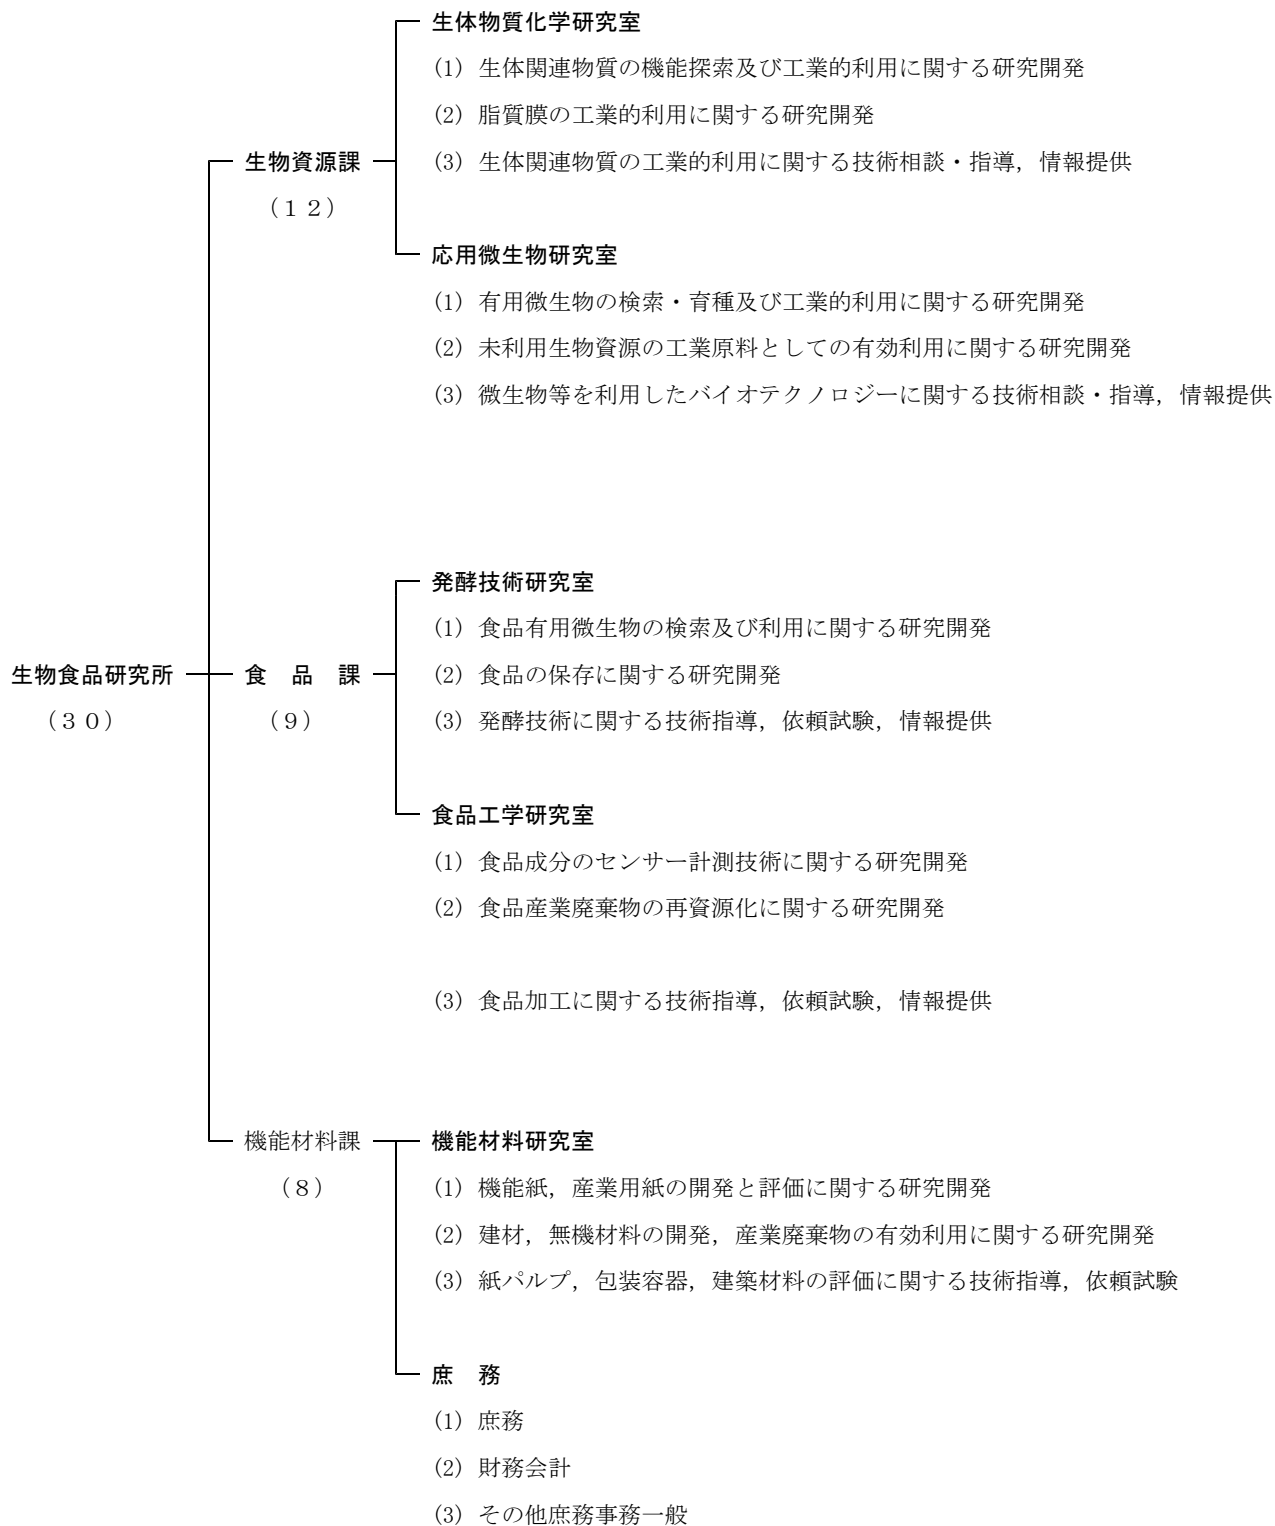 生体物質化学研究室
(1) 生体関連物質の機能探索及び工業的利用に関する研究開発
(2) 脂質膜の工業的利用に関する研究開発
生物資源課
(3) 生体関連物質の工業的利用に関する技術相談・指導，情報提供
（１２）
応用微生物研究室
(1) 有用微生物の検索・育種及び工業的利用に関する研究開発
(2) 未利用生物資源の工業原料としての有効利用に関する研究開発
(3) 微生物等を利用したバイオテクノロジーに関する技術相談・指導，情報提供
発酵技術研究室
(1) 食品有用微生物の検索及び利用に関する研究開発
生物食品研究所
食　品　課
(2) 食品の保存に関する研究開発
（３０）
（９）
(3) 発酵技術に関する技術指導，依頼試験，情報提供
食品工学研究室
(1) 食品成分のセンサー計測技術に関する研究開発
(2) 食品産業廃棄物の再資源化に関する研究開発
(3) 食品加工に関する技術指導，依頼試験，情報提供
機能材料課
機能材料研究室
（８）
(1) 機能紙，産業用紙の開発と評価に関する研究開発
(2) 建材，無機材料の開発，産業廃棄物の有効利用に関する研究開発
(3) 紙パルプ，包装容器，建築材料の評価に関する技術指導，依頼試験
庶　務
(1) 庶務
(2) 財務会計
(3) その他庶務事務一般